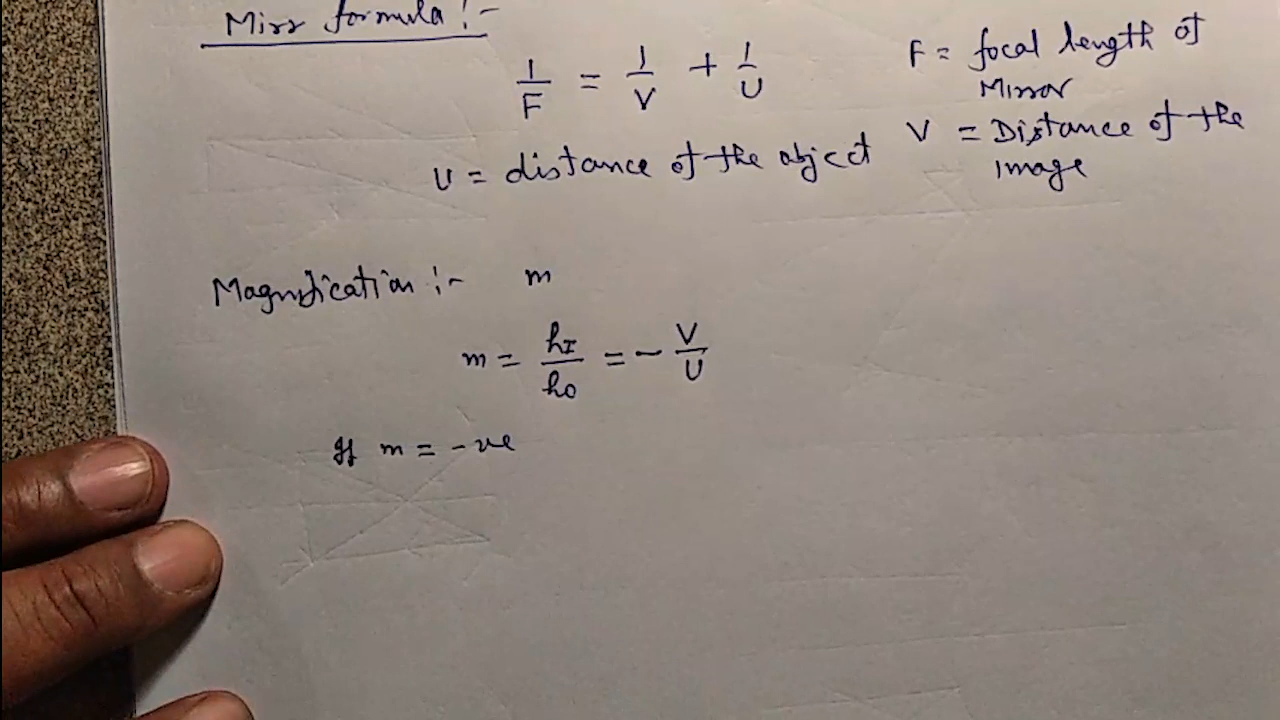 Mirr formula :-
1/F = 1/V + 1/U
F = focal length of
Mirror
V = Distance of the
image
U = distance of the object
Magnification :- m
m = hI/ho = - V/U
If m = -ve